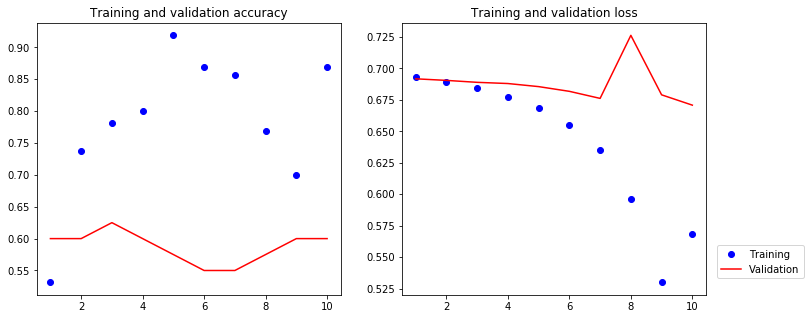 Training and validation accuracy
0.90
0.85
0.80
0.75
0.70
0.65
0.60
0.55
2 4 6 8 10
Training and validation loss
0.725
0.700
0.675
0.650
0.625
0.600
0.575
0.550
0.525
2 4 6 8 10
Training
Validation